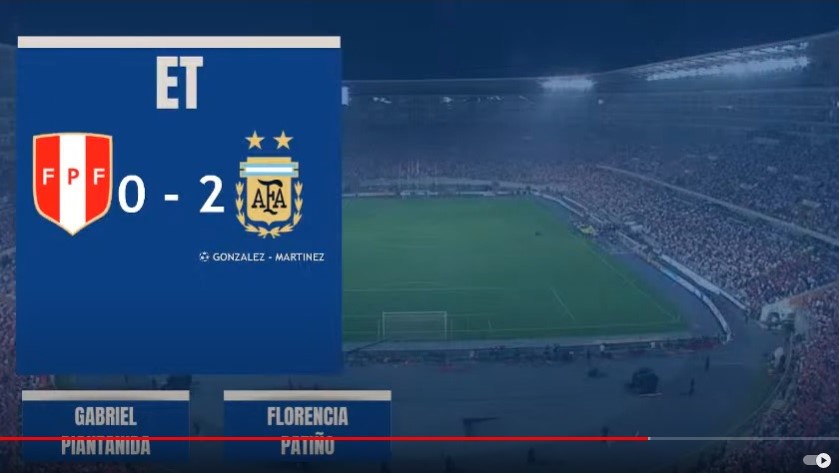 ET
FPF
0 - 2
AFA
GONZALEZ - MARTINEZ
GABRIEL
PIANTANIDA
FLORENCIA
PATIÑO